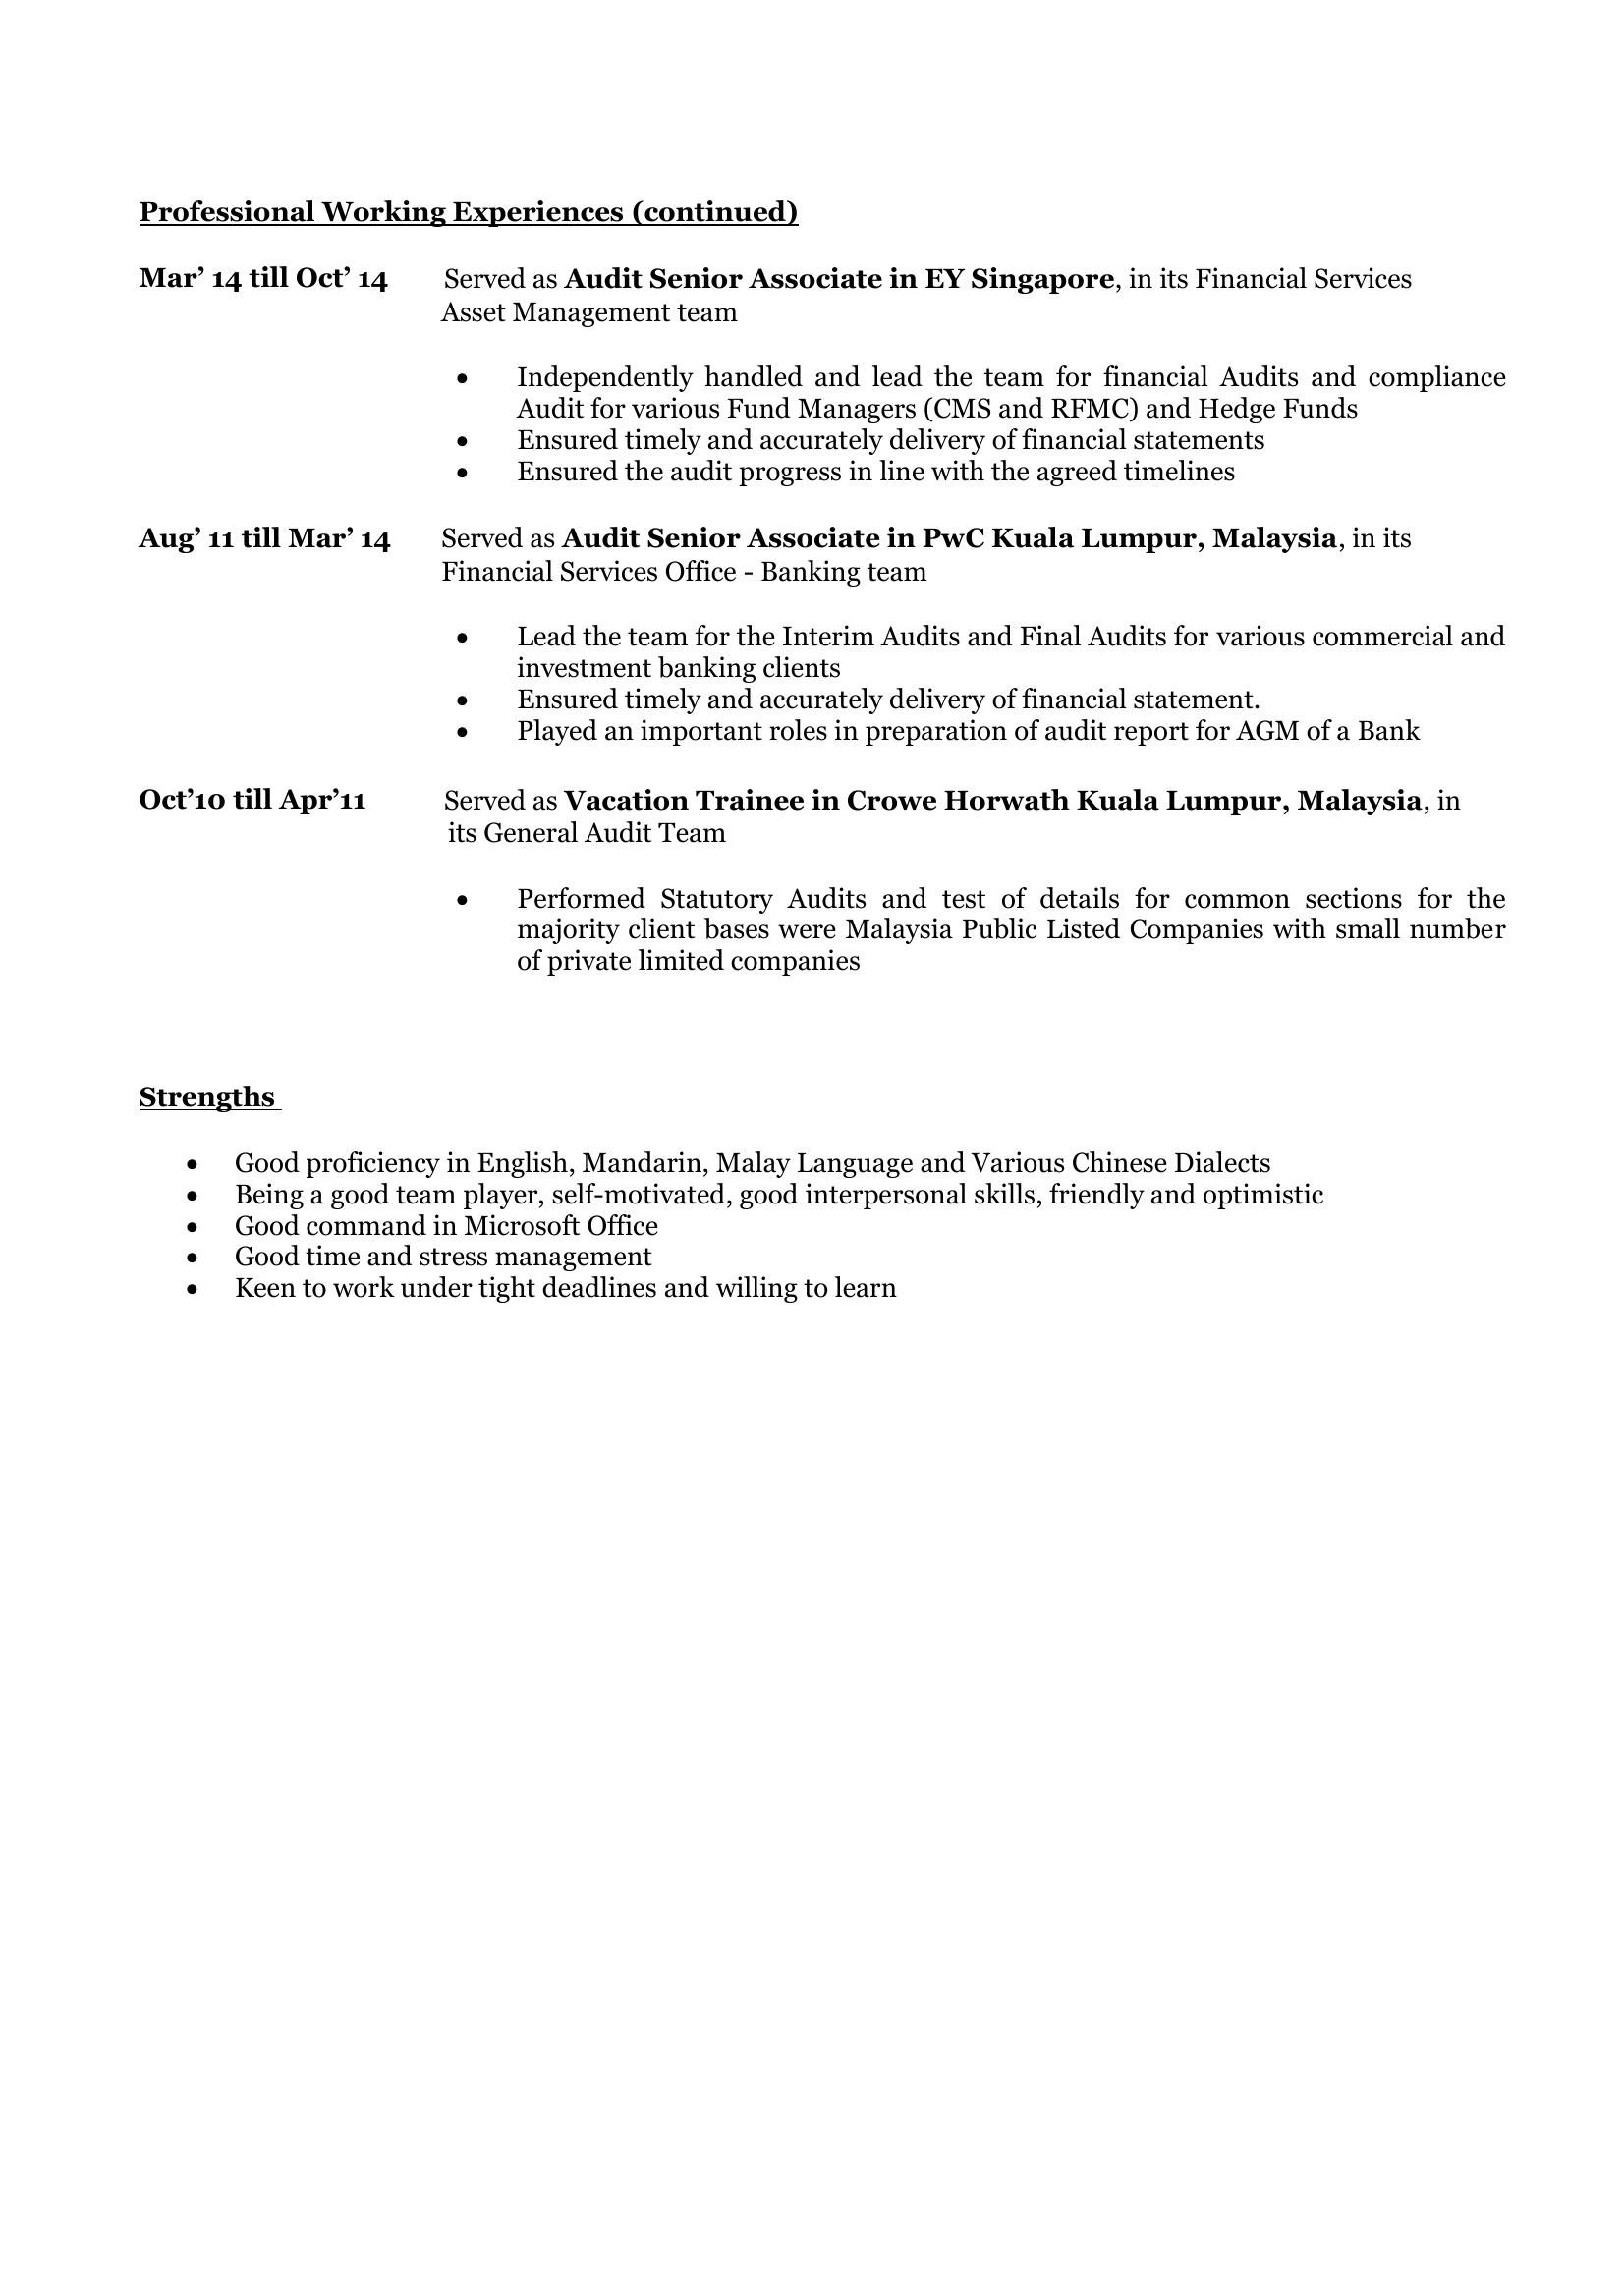 Professional Working Experiences (continued)
Mar’ 14 till Oct’ 14 Served as Audit Senior Associate in EY Singapore, in its Financial Services
Asset Management team
• Independently handled and lead the team for financial Audits and compliance
Audit for various Fund Managers (CMS and RFMC) and Hedge Funds
• Ensured timely and accurately delivery of financial statements
• Ensured the audit progress in line with the agreed timelines
Aug’ 11 till Mar’ 14 Served as Audit Senior Associate in PwC Kuala Lumpur, Malaysia, in its
Financial Services Office - Banking team
• Lead the team for the Interim Audits and Final Audits for various commercial and
investment banking clients
• Ensured timely and accurately delivery of financial statement.
• Played an important roles in preparation of audit report for AGM of a Bank
Oct’10 till Apr’11 Served as Vacation Trainee in Crowe Horwath Kuala Lumpur, Malaysia, in
its General Audit Team
• Performed Statutory Audits and test of details for common sections for the
majority client bases were Malaysia Public Listed Companies with small number
of private limited companies
Strengths
• Good proficiency in English, Mandarin, Malay Language and Various Chinese Dialects
• Being a good team player, self-motivated, good interpersonal skills, friendly and optimistic
• Good command in Microsoft Office
• Good time and stress management
• Keen to work under tight deadlines and willing to learn